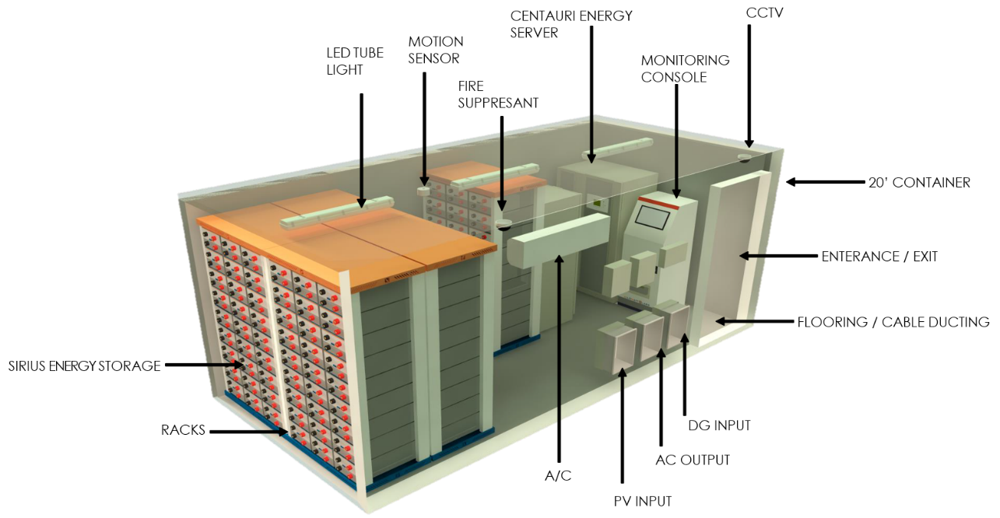 CENTAURI ENERGY
SERVER
CCTV
MOTION
SENSOR
LED TUBE
LIGHT
MONITORING
CONSOLE
FIRE
SUPPRESANT
20' CONTAINER
ENTERANCE / EXIT
FLOORING / CABLE DUCTING
SIRIUS ENERGY STORAGE
RACKS
DG INPUT
AC OUTPUT
A/C
PV INPUT